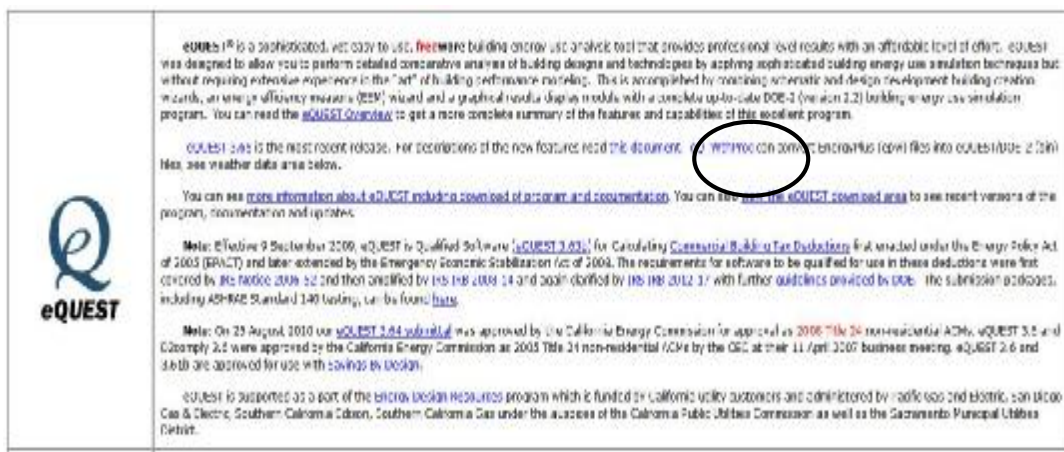 eQUEST® is a sophisticated, yet easy to use, freeware building energy use analysis tool that provides professional-level results with an affordable level of effort. eQUEST
was designed to allow you to perform detailed comparative analysis of building designs and technologies by applying sophisticated building energy use simulation techniques but
without requiring extensive experience in the "art" of building performance modeling. This is accomplished by combining schematic and design development building creation
wizards, an energy efficiency measure (EEM) wizard and a graphical results display module with a complete up-to-date DOE-2 (version 2.2) building energy use simulation
program. You can read the eQUEST Overview to get a more complete summary of the features and capabilities of this excellent program.
is the most recent release. For descriptions of the new features read this document. can convert EnergyPlus (epw) files into eQUEST/DOE-2 (bin)
files, see weather data area below.
You can see more information about eQUEST including download of program and documentation. You can the eQUEST download area to see recent versions of the
program, documentation and updates.
Note: Effective 9 September 2009, eQUEST is Qualified Software for Calculating Commercial Building Tax Deductions first enacted under the Energy Policy Act
of 2005 (EPACT) and later extended by the Emergency Economic Stabilization Act of 2008. The requirements for software to be qualified for use in these deductions were first
covered by IRS Notice 2006-52 and then amplified by IRS IRB 2008-14 and again clarified by IRS IRB 2012-17 with further guidelines provided by DOE. The submission packages,
including ASHRAE Standard 140 testing, can be found here.
eQUEST
Note: On 25 August 2010 our eQUEST 3.64 submittal was approved by the California Energy Commission for approval as 2008 Title 24 non-residential ACMs. eQUEST 3.6 and
D2comply 3.6 were approved by the California Energy Commission as 2005 Title 24 non-residential ACMs by the CEC at their 11 April 2007 business meeting. eQUEST 3.6 and
are approved for use with Savings By Design.
eQUEST is supported as a part of the Energy Design Resources program which is funded by California utility customers and administered by Pacific Gas and Electric, San Diego
Gas & Electric, Southern California Edison, Southern California Gas under the auspices of the California Public Utilities Commission as well as the Sacramento Municipal Utilities
District.